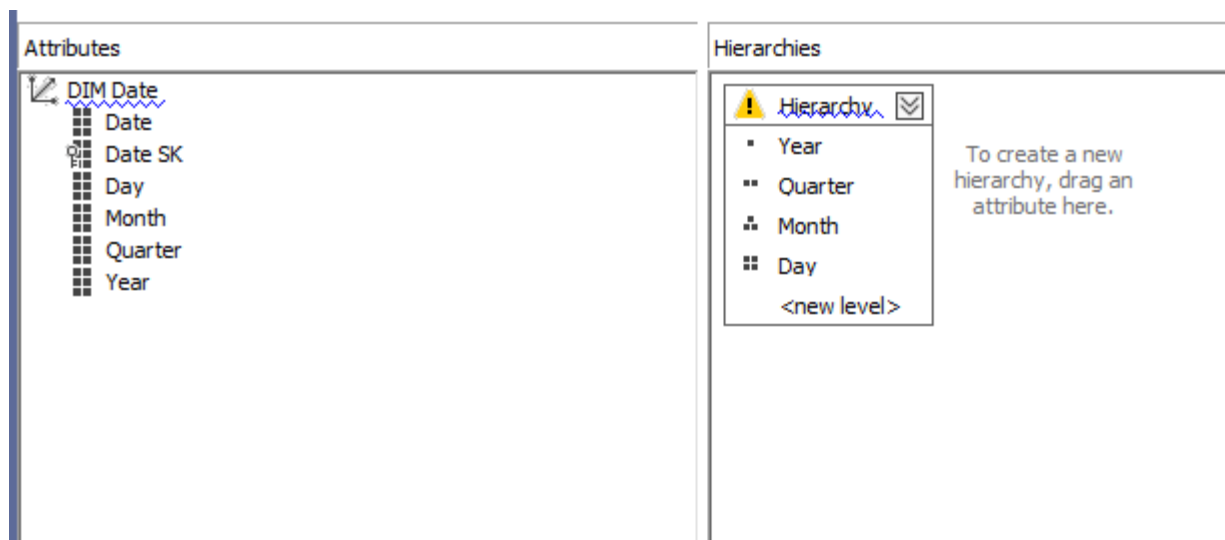 Attributes
DIM Date
Date
Date SK
Day
Month
Quarter
Year
Hierarchies
Hierarchy
Year
Quarter
Month
Day
<new level>
To create a new
hierarchy, drag an
attribute here.